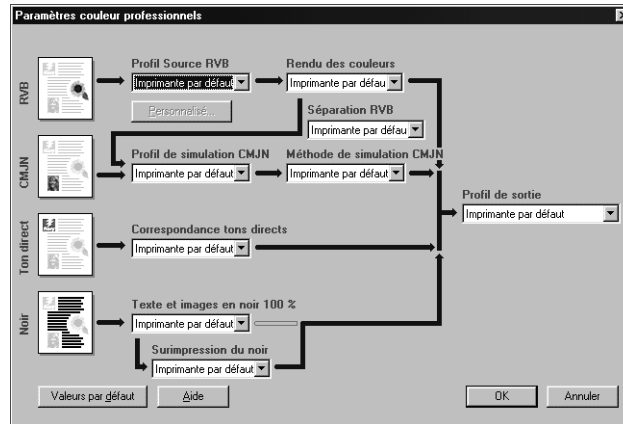 Paramètres couleur professionnels
RVB
Profil Source RVB
Imprimante par défaut
Personnalisé...
Rendu des couleurs
Imprimante par défau
Séparation RVB
Imprimante par défau
CMJN
Profil de simulation CMJN
Imprimante par défaut
Méthode de simulation CMJN
Imprimante par défaut
Profil de sortie
Imprimante par défaut
Ton direct
Correspondance tons directs
Imprimante par défaut
Noir
Texte et images en noir 100 %
Imprimante par défaut
Surimpression du noir
Imprimante par défaut
Valeurs par défaut
Aide
OK
Annuler